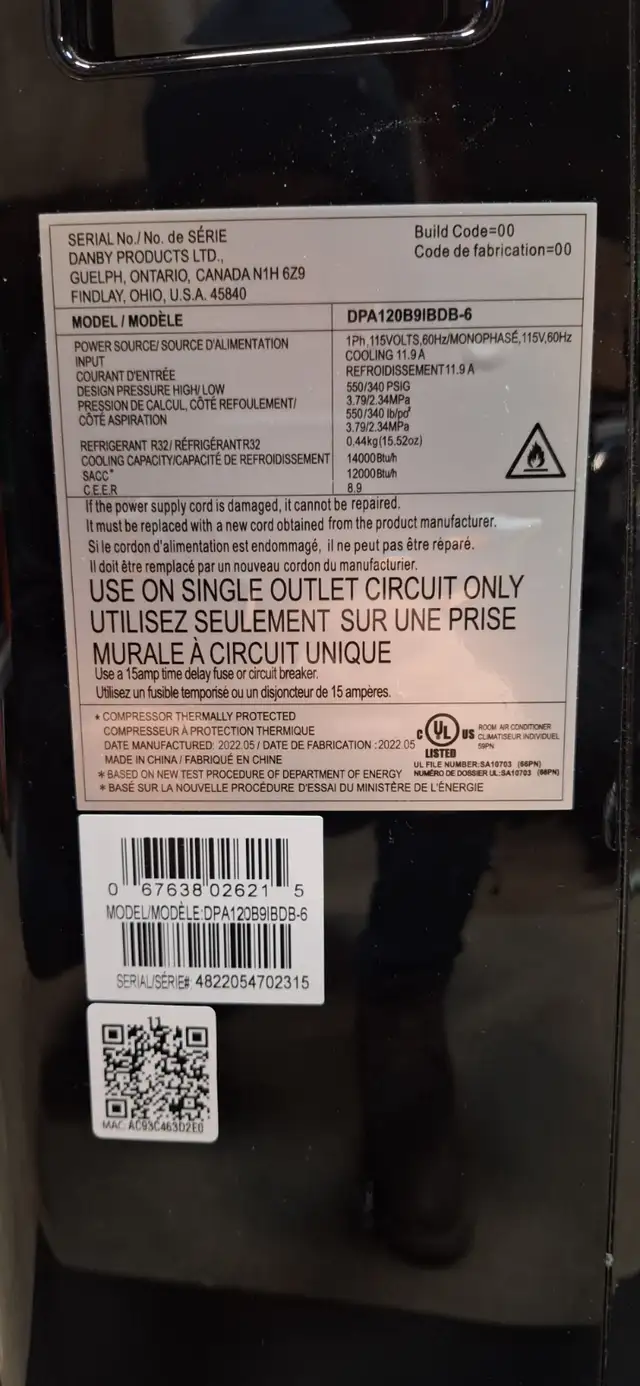 SERIAL No./ No. de SÉRIE
DANBY PRODUCTS LTD.,
GUELPH, ONTARIO, CANADA N1H 6Z9
FINDLAY, OHIO, U.S.A. 45840
Build Code=00
Code de fabrication=00
MODEL / MODÈLE DPA120B9IBDB-6
POWER SOURCE/ SOURCE D'ALIMENTATION 1Ph,115VOLTS,60Hz/MONOPHASÉ,115V,60Hz
INPUT COOLING 11.9 A
COURANT D'ENTRÉE REFROIDISSEMENT 11.9 A
DESIGN PRESSURE HIGH/ LOW 550/340 PSIG
3.79/2.34MPa
PRESSION DE CALCUL, CÔTÉ REFOULEMENT/ 550/340 lb/po²
CÔTÉ ASPIRATION 3.79/2.34MPa
REFRIGERANT R32/ RÉFRIGÉRANT R32 0.44kg(15.52oz)
COOLING CAPACITY/CAPACITÉ DE REFROIDISSEMENT 14000Btu/h
SACC* 12000Btu/h
C.E.E.R 8.9
If the power supply cord is damaged, it cannot be repaired.
It must be replaced with a new cord obtained from the product manufacturer.
Si le cordon d'alimentation est endommagé, il ne peut pas être réparé.
Il doit être remplacé par un nouveau cordon du manufacturier.
USE ON SINGLE OUTLET CIRCUIT ONLY
UTILISEZ SEULEMENT SUR UNE PRISE
MURALE À CIRCUIT UNIQUE
Use a 15amp time delay fuse or circuit breaker.
Utilisez un fusible temporisé ou un disjoncteur de 15 ampères.
* COMPRESSOR THERMALLY PROTECTED
COMPRESSEUR À PROTECTION THERMIQUE
DATE MANUFACTURED: 2022.05 / DATE DE FABRICATION :2022.05
MADE IN CHINA / FABRIQUÉ EN CHINE
* BASED ON NEW TEST PROCEDURE OF DEPARTMENT OF ENERGY
* BASÉ SUR LA NOUVELLE PROCÉDURE D'ESSAI DU MINISTÈRE DE L'ÉNERGIE
C UL US
LISTED
ROOM AIR CONDITIONER
CLIMATISEUR INDIVIDUEL
59PN
UL FILE NUMBER:SA10703 (66PN)
NUMÉRO DE DOSSIER UL:SA10703 (66PN)
0 67638 02621 5
MODEL/MODÈLE:DPA120B9IBDB-6
SERIAL/SÉRIE#: 4822054702315
11
MAC: AC93C463D2E0